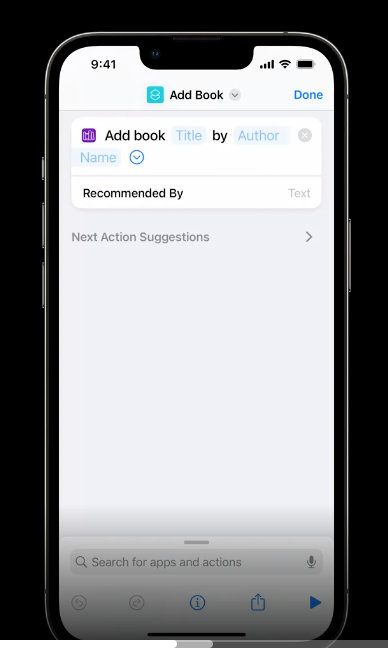 9:41
Add Book
Done
Add book Title by Author
Name
Recommended By Text
Next Action Suggestions
Search for apps and actions